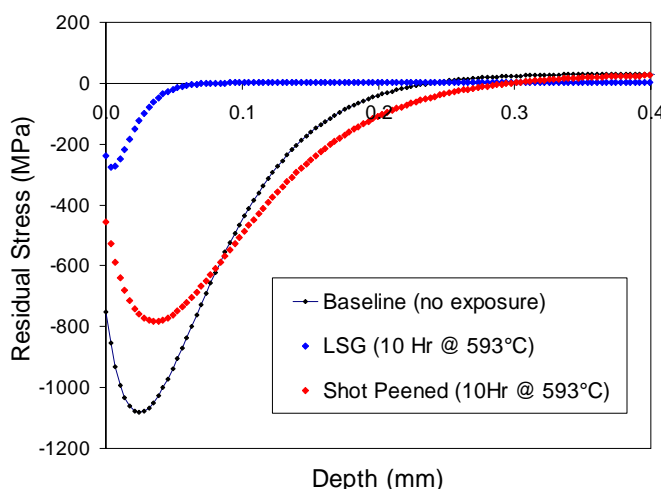 200
0
-200
-400
-600
-800
-1000
-1200
0.0
0.1
0.2
0.3
0.4
Residual Stress (MPa)
Depth (mm)
Baseline (no exposure)
LSG (10 Hr @ 593°C)
Shot Peened (10Hr @ 593°C)